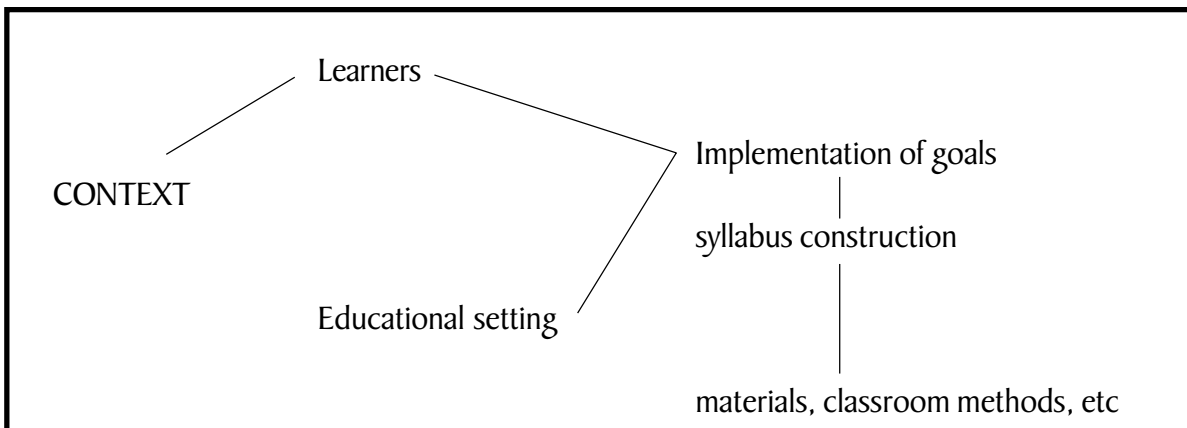 Learners
Implementation of goals
CONTEXT
syllabus construction
Educational setting
materials, classroom methods, etc